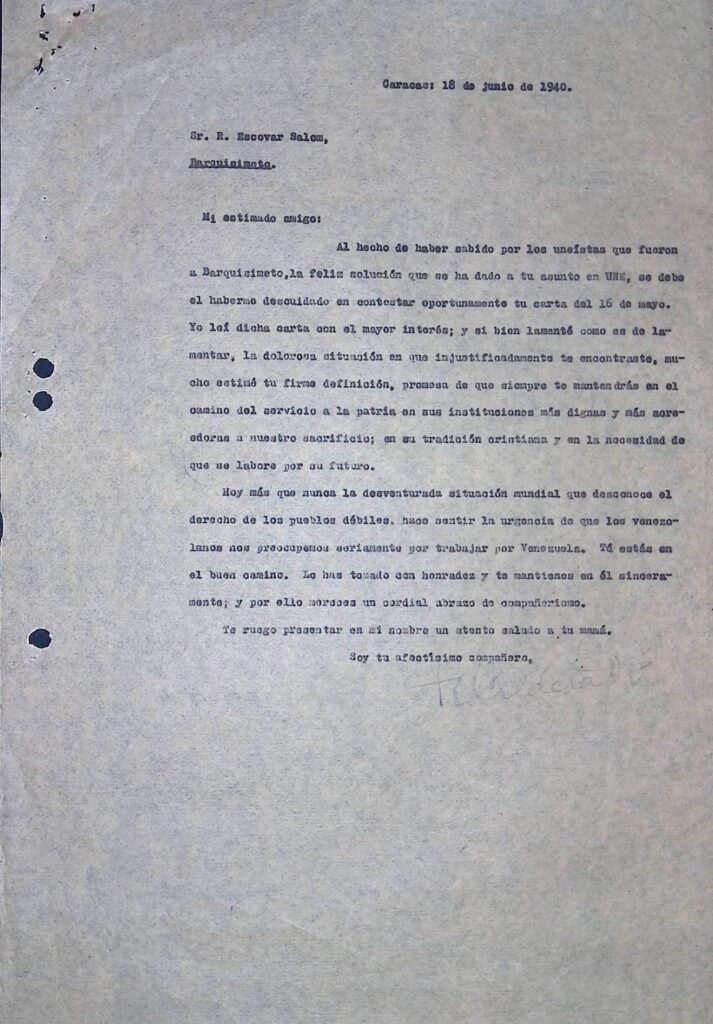 Caracas: 18 de junio de 1940.
Sr. R. Escovar Salom,
Barquisimeto.
Mi estimado amigo:
Al hecho de haber sabido por los uneístas que fueron
a Barquisimeto,la feliz solución que se ha dado a tu asunto en UNE, se debe
el haberme descuidado en contestar oportunamente tu carta del 16 de mayo.
Yo leí dicha carta con el mayor interés; y si bien lamenté como es de la-
mentar, la dolorosa situación en que injustificadamente te encontraste, mu-
cho estimé tu firme definición, promesa de que siempre te mantendrás en el
camino del servicio a la patria en sus instituciones más dignas y más acre-
edoras a nuestro sacrificio; en su tradición cristiana y en la necesidad de
que se labore por su futuro.
Hoy más que nunca la desventurada situación mundial que desconoce el
derecho de los pueblos débiles, hace sentir la urgencia de que los venezo-
lanos nos preocupemos seriamente por trabajar por Venezuela. Tú estás en
el buen camino. Lo has tomado con honradez y te mantienes en él sincera-
mente; y por ello mereces un cordial abrazo de compañerismo.
Te ruego presentar en mi nombre un atento saludo a tu mamá.
Soy tu afectísimo compañero,